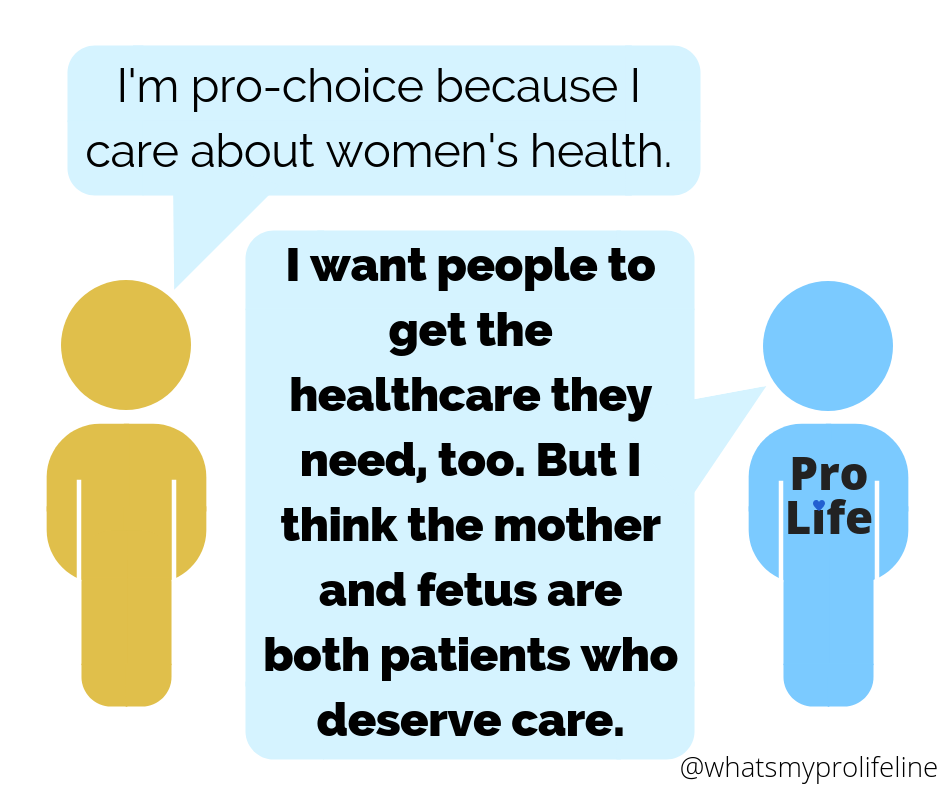 I'm pro-choice because I
care about women's health.
I want people to
get the
healthcare they
need, too. But I
think the mother
and fetus are
both patients who
deserve care.
Pro
Life
@whatsmyprolifeline